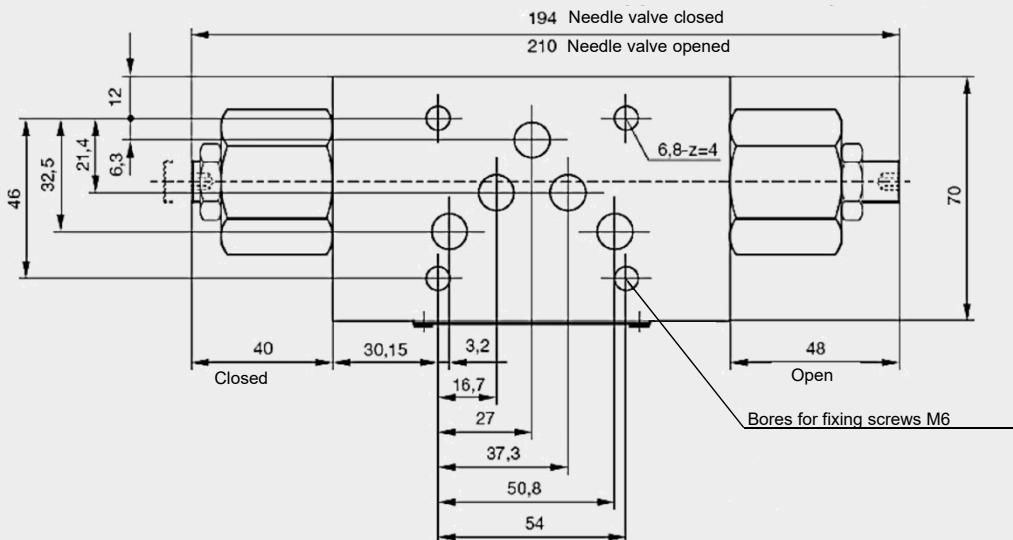 194 Needle valve closed
210 Needle valve opened
12
6,3
21,4
32,5
46
6,8-z=4
70
40
Closed
30,15
3,2
48
Open
16,7
27
Bores for fixing screws M6
37,3
50,8
54